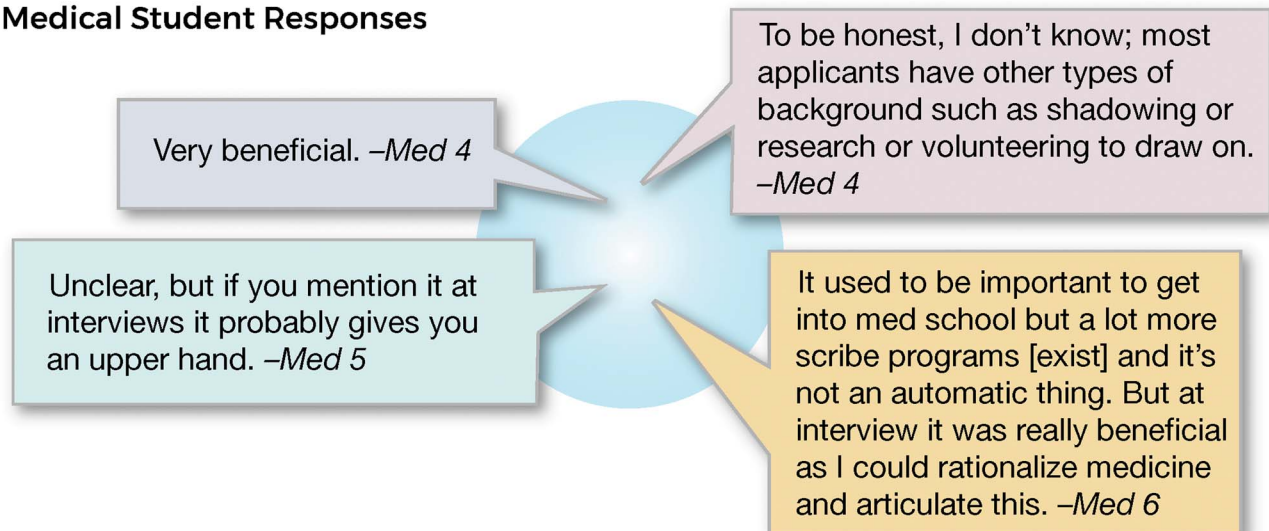 Medical Student Responses
Very beneficial. –Med 4
To be honest, I don’t know; most
applicants have other types of
background such as shadowing or
research or volunteering to draw on.
–Med 4
Unclear, but if you mention it at
interviews it probably gives you
an upper hand. –Med 5
It used to be important to get
into med school but a lot more
scribe programs [exist] and it’s
not an automatic thing. But at
interview it was really beneficial
as I could rationalize medicine
and articulate this. –Med 6